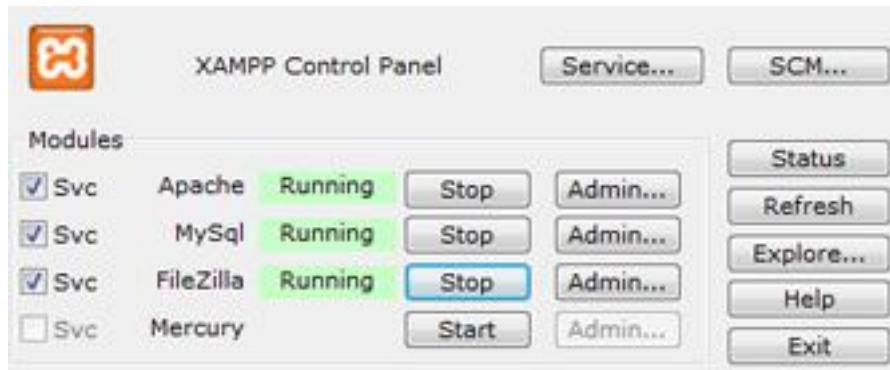 XAMPP Control Panel Service... SCM...
Modules
Svc Apache Running Stop Admin...
Svc MySql Running Stop Admin...
Svc FileZilla Running Stop Admin...
Svc Mercury Start Admin...
Status
Refresh
Explore...
Help
Exit